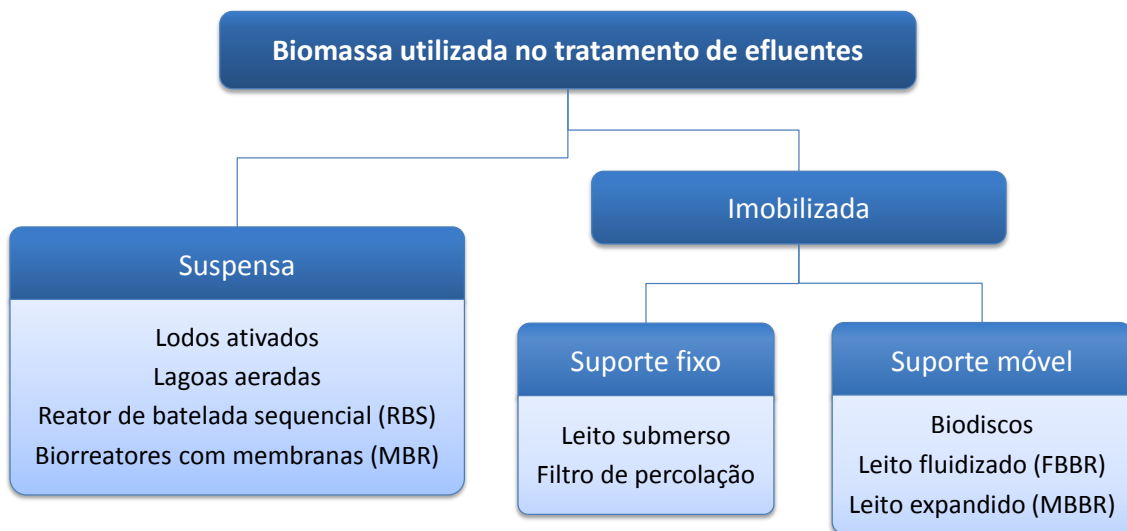 Biomassa utilizada no tratamento de efluentes
Suspensa
Lodos ativados
Lagoas aeradas
Reator de batelada sequencial (RBS)
Biorreatores com membranas (MBR)
Imobilizada
Suporte fixo
Leito submerso
Filtro de percolação
Suporte móvel
Biodiscos
Leito fluidizado (FBBR)
Leito expandido (MBBR)